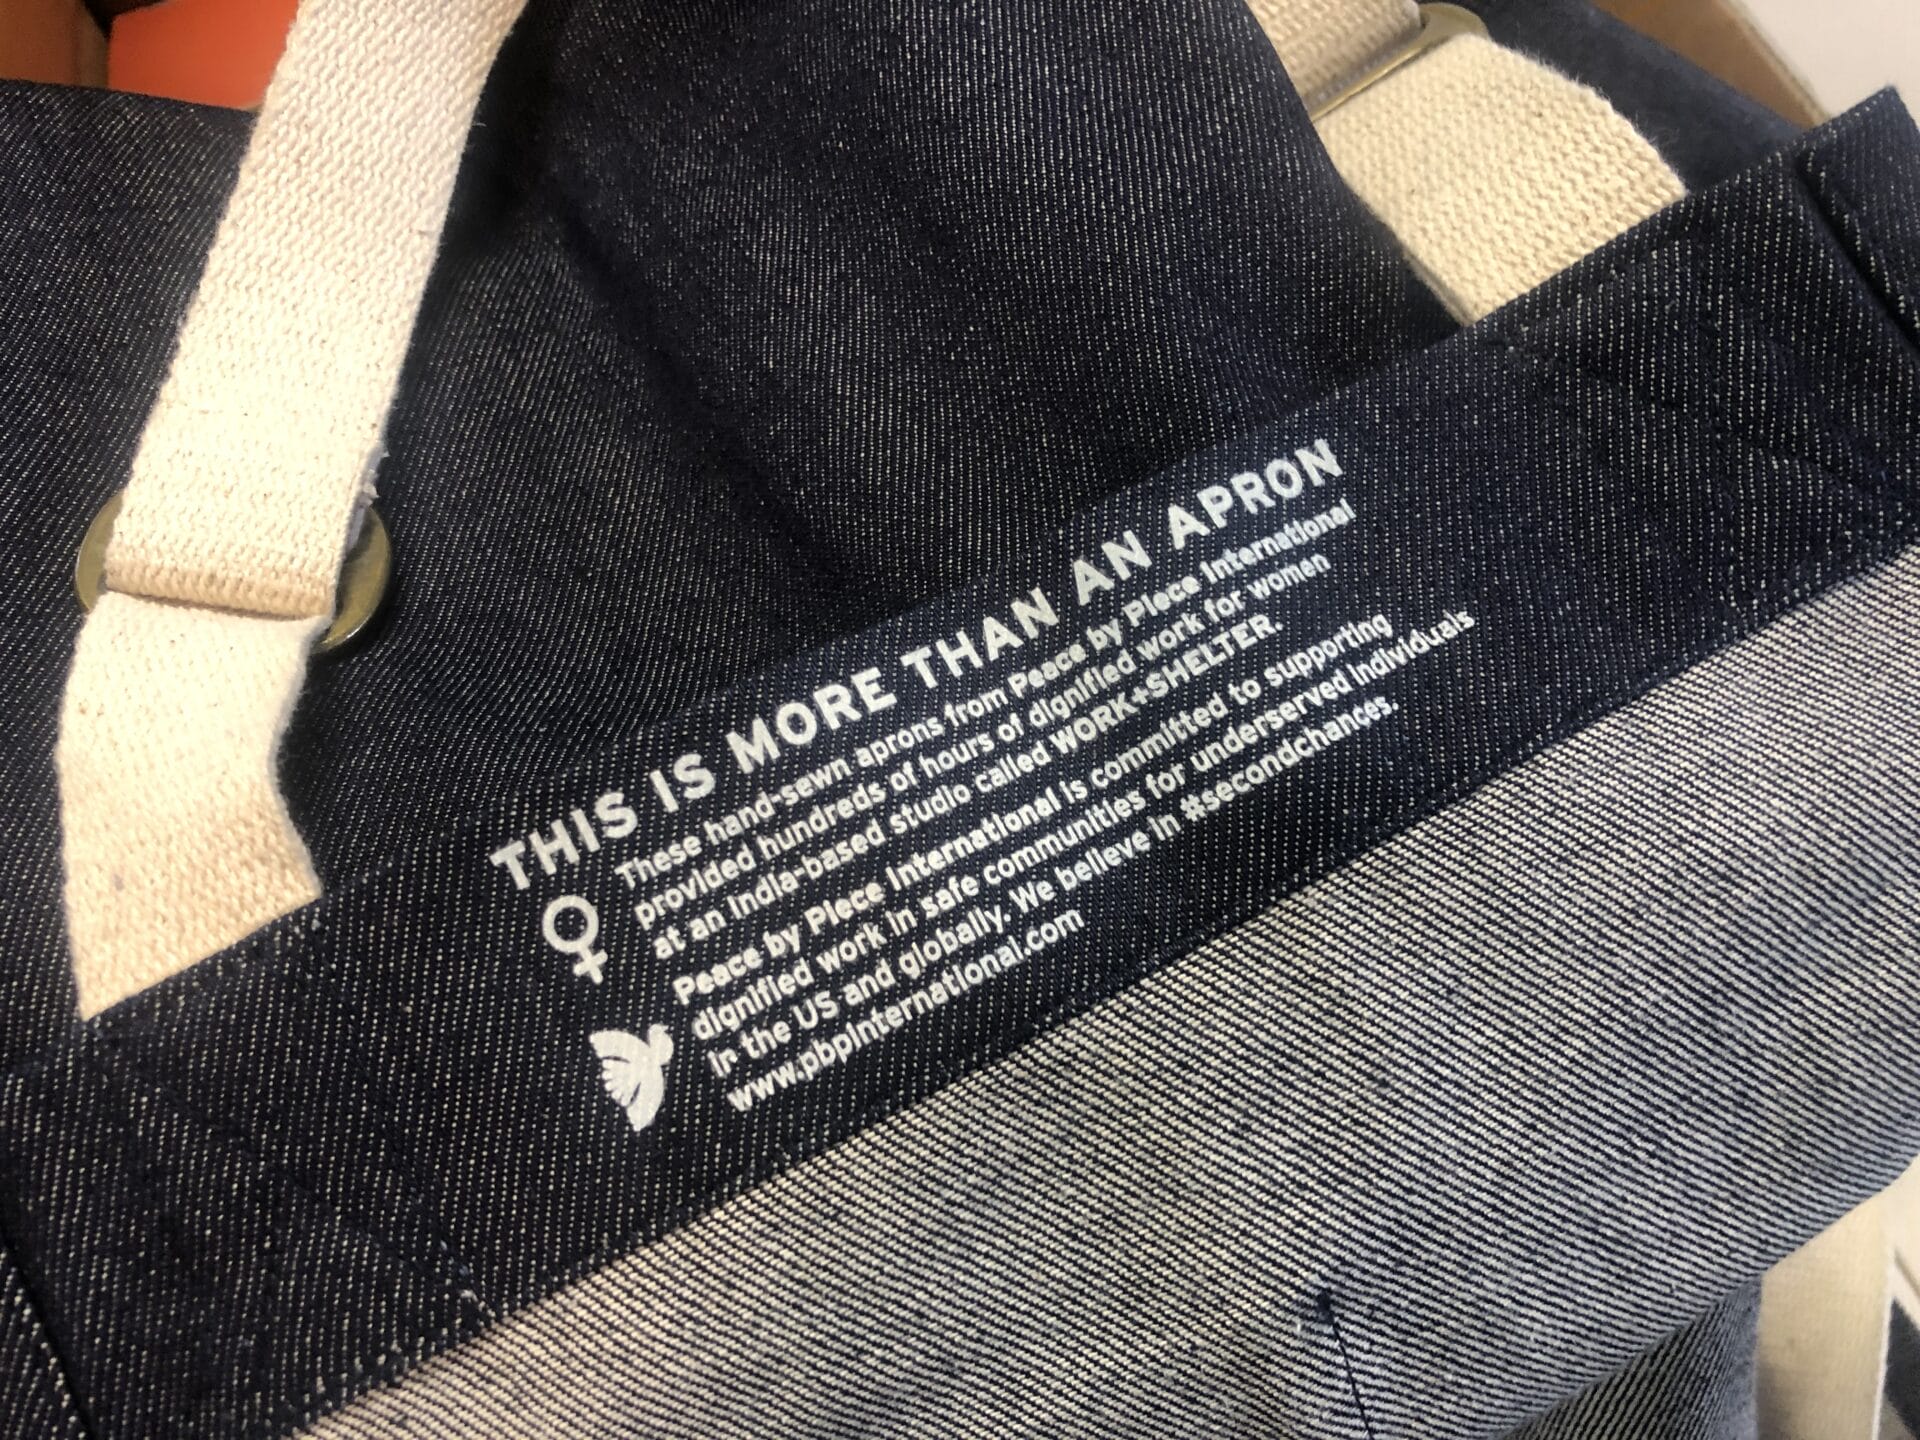 THIS IS MORE THAN AN APRON
These hand-sewn aprons from Peace by Piece International
provided hundreds of hours of dignified work for women
at an India-based studio called WORK+SHELTER.
Peace by Piece International is committed to supporting
dignified work in safe communities for underserved individuals
in the US and globally. We believe in #secondchances.
www.pbpinternational.com